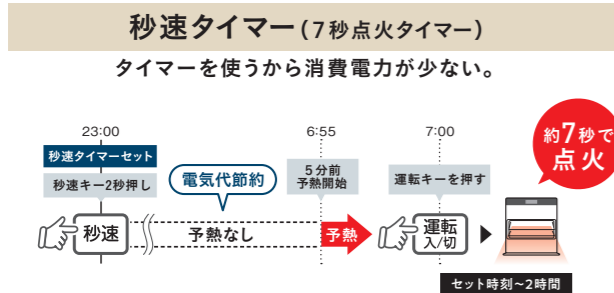 秒速タイマー(7秒点火タイマー)
タイマーを使うから消費電力が少ない。
23:00
6:55
7:00
約7秒で
点火
秒速タイマーセット
秒速キー2秒押し
電気代節約
5分前
予熱開始
運転キーを押す
秒速
予熱なし
予熱
運転
入/切
セット時刻~2時間